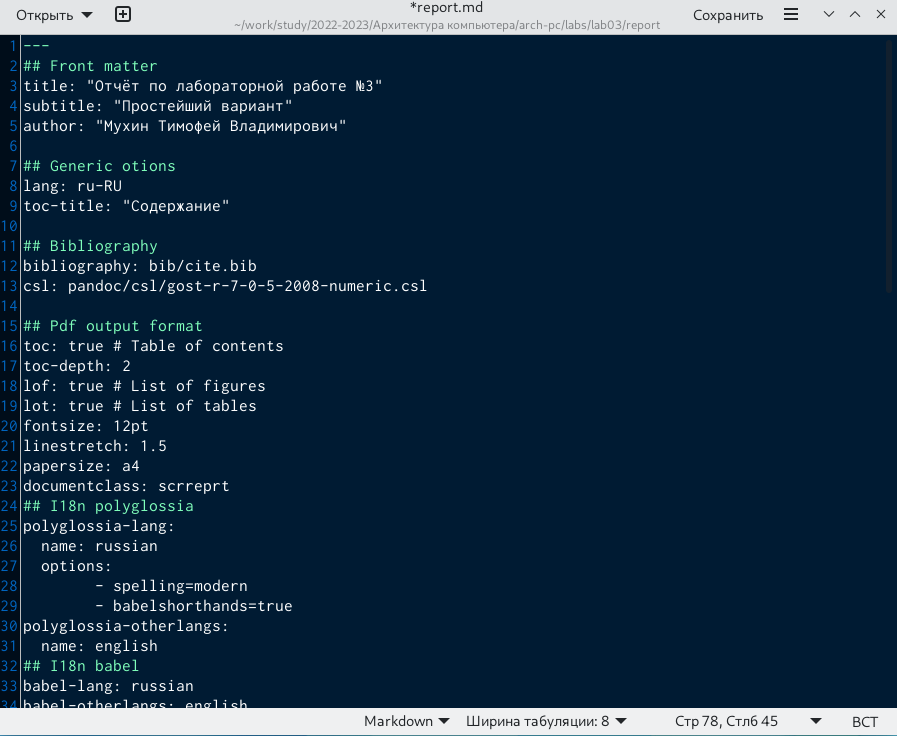 Открыть
*report.md
~/work/study/2022-2023/Архитектура компьютера/arch-pc/labs/lab03/report
Сохранить
1 ---
2 ## Front matter
3 title: "Отчёт по лабораторной работе №3"
4 subtitle: "Простейший вариант"
5 author: "Мухин Тимофей Владимирович"
6
7 ## Generic otions
8 lang: ru-RU
9 toc-title: "Содержание"
10
11 ## Bibliography
12 bibliography: bib/cite.bib
13 csl: pandoc/csl/gost-r-7-0-5-2008-numeric.csl
14
15 ## Pdf output format
16 toc: true # Table of contents
17 toc-depth: 2
18 lof: true # List of figures
19 lot: true # List of tables
20 fontsize: 12pt
21 linestretch: 1.5
22 papersize: a4
23 documentclass: scrreprt
24 ## I18n polyglossia
25 polyglossia-lang:
26   name: russian
27   options:
28         - spelling=modern
29         - babelshorthands=true
30 polyglossia-otherlangs:
31   name: english
32 ## I18n babel
33 babel-lang: russian
34 babel-otherlangs: english
Markdown Ширина табуляции: 8 Стр 78, Стлб 45 ВСТ